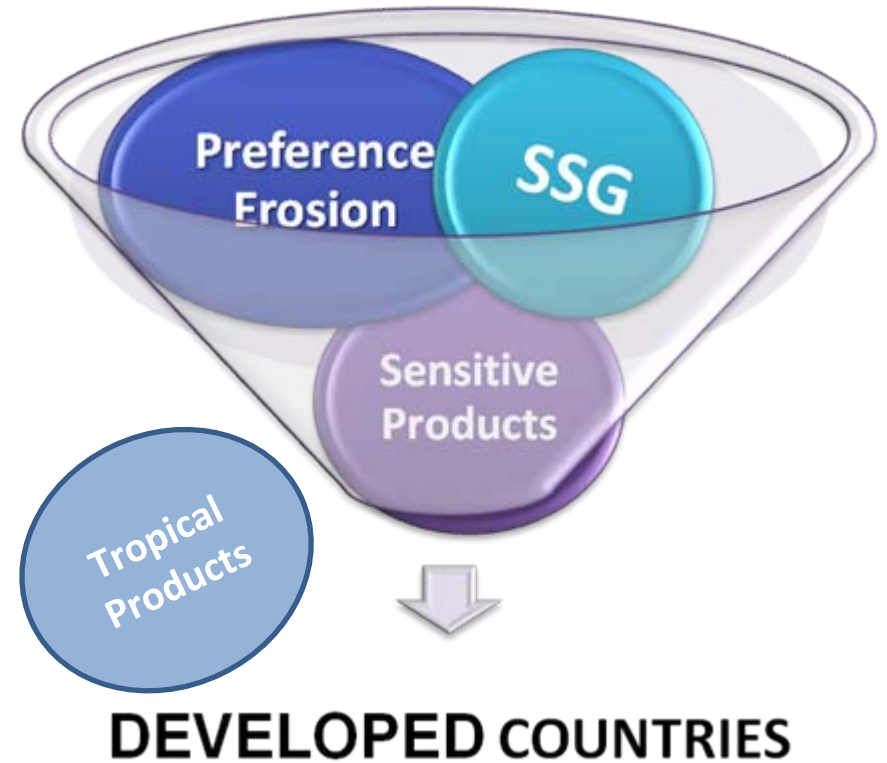 Preference
Erosion
SSG
Sensitive
Products
Tropical
Products
DEVELOPED COUNTRIES